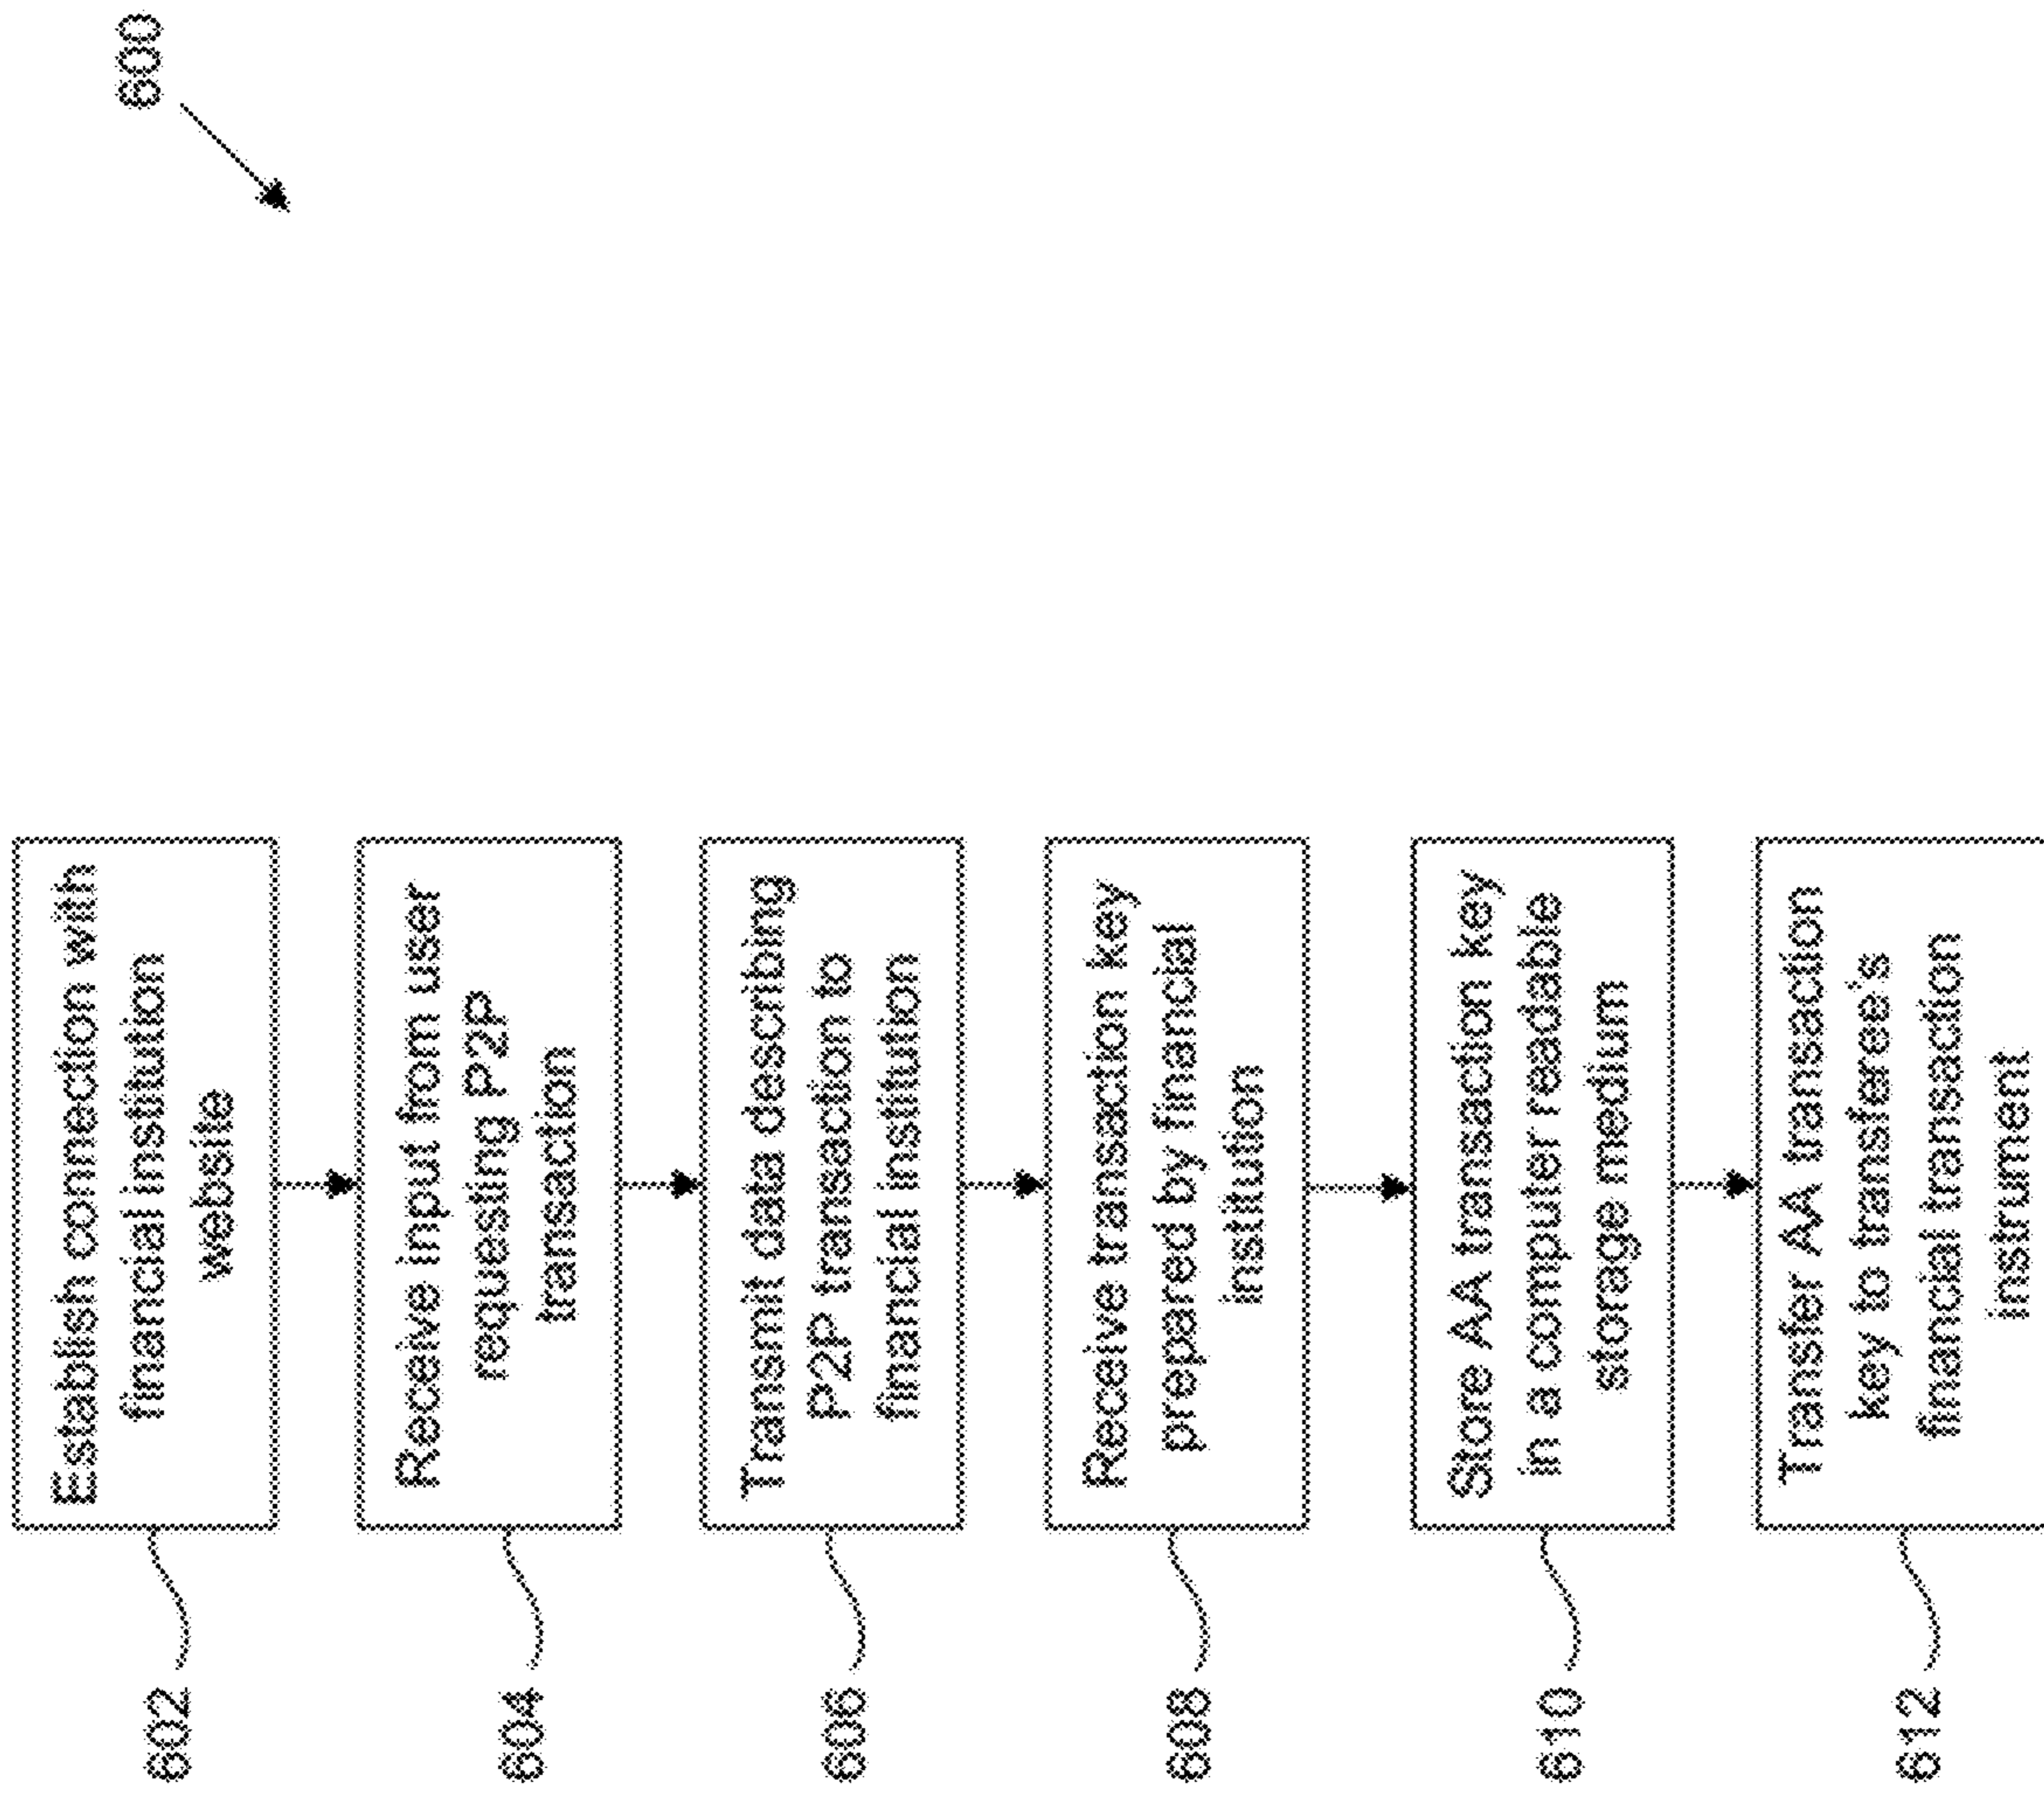 600
602
Establish connection with
financial institution
website
604
Receive input from user
requesting P2P
transaction
606
Transmit data describing
P2P transaction to
financial institution
608
Receive transaction key
prepared by financial
institution
610
Store AA transaction key
in a computer readable
storage medium
612
Transfer AA transaction
key to transferee's
financial transaction
instrument